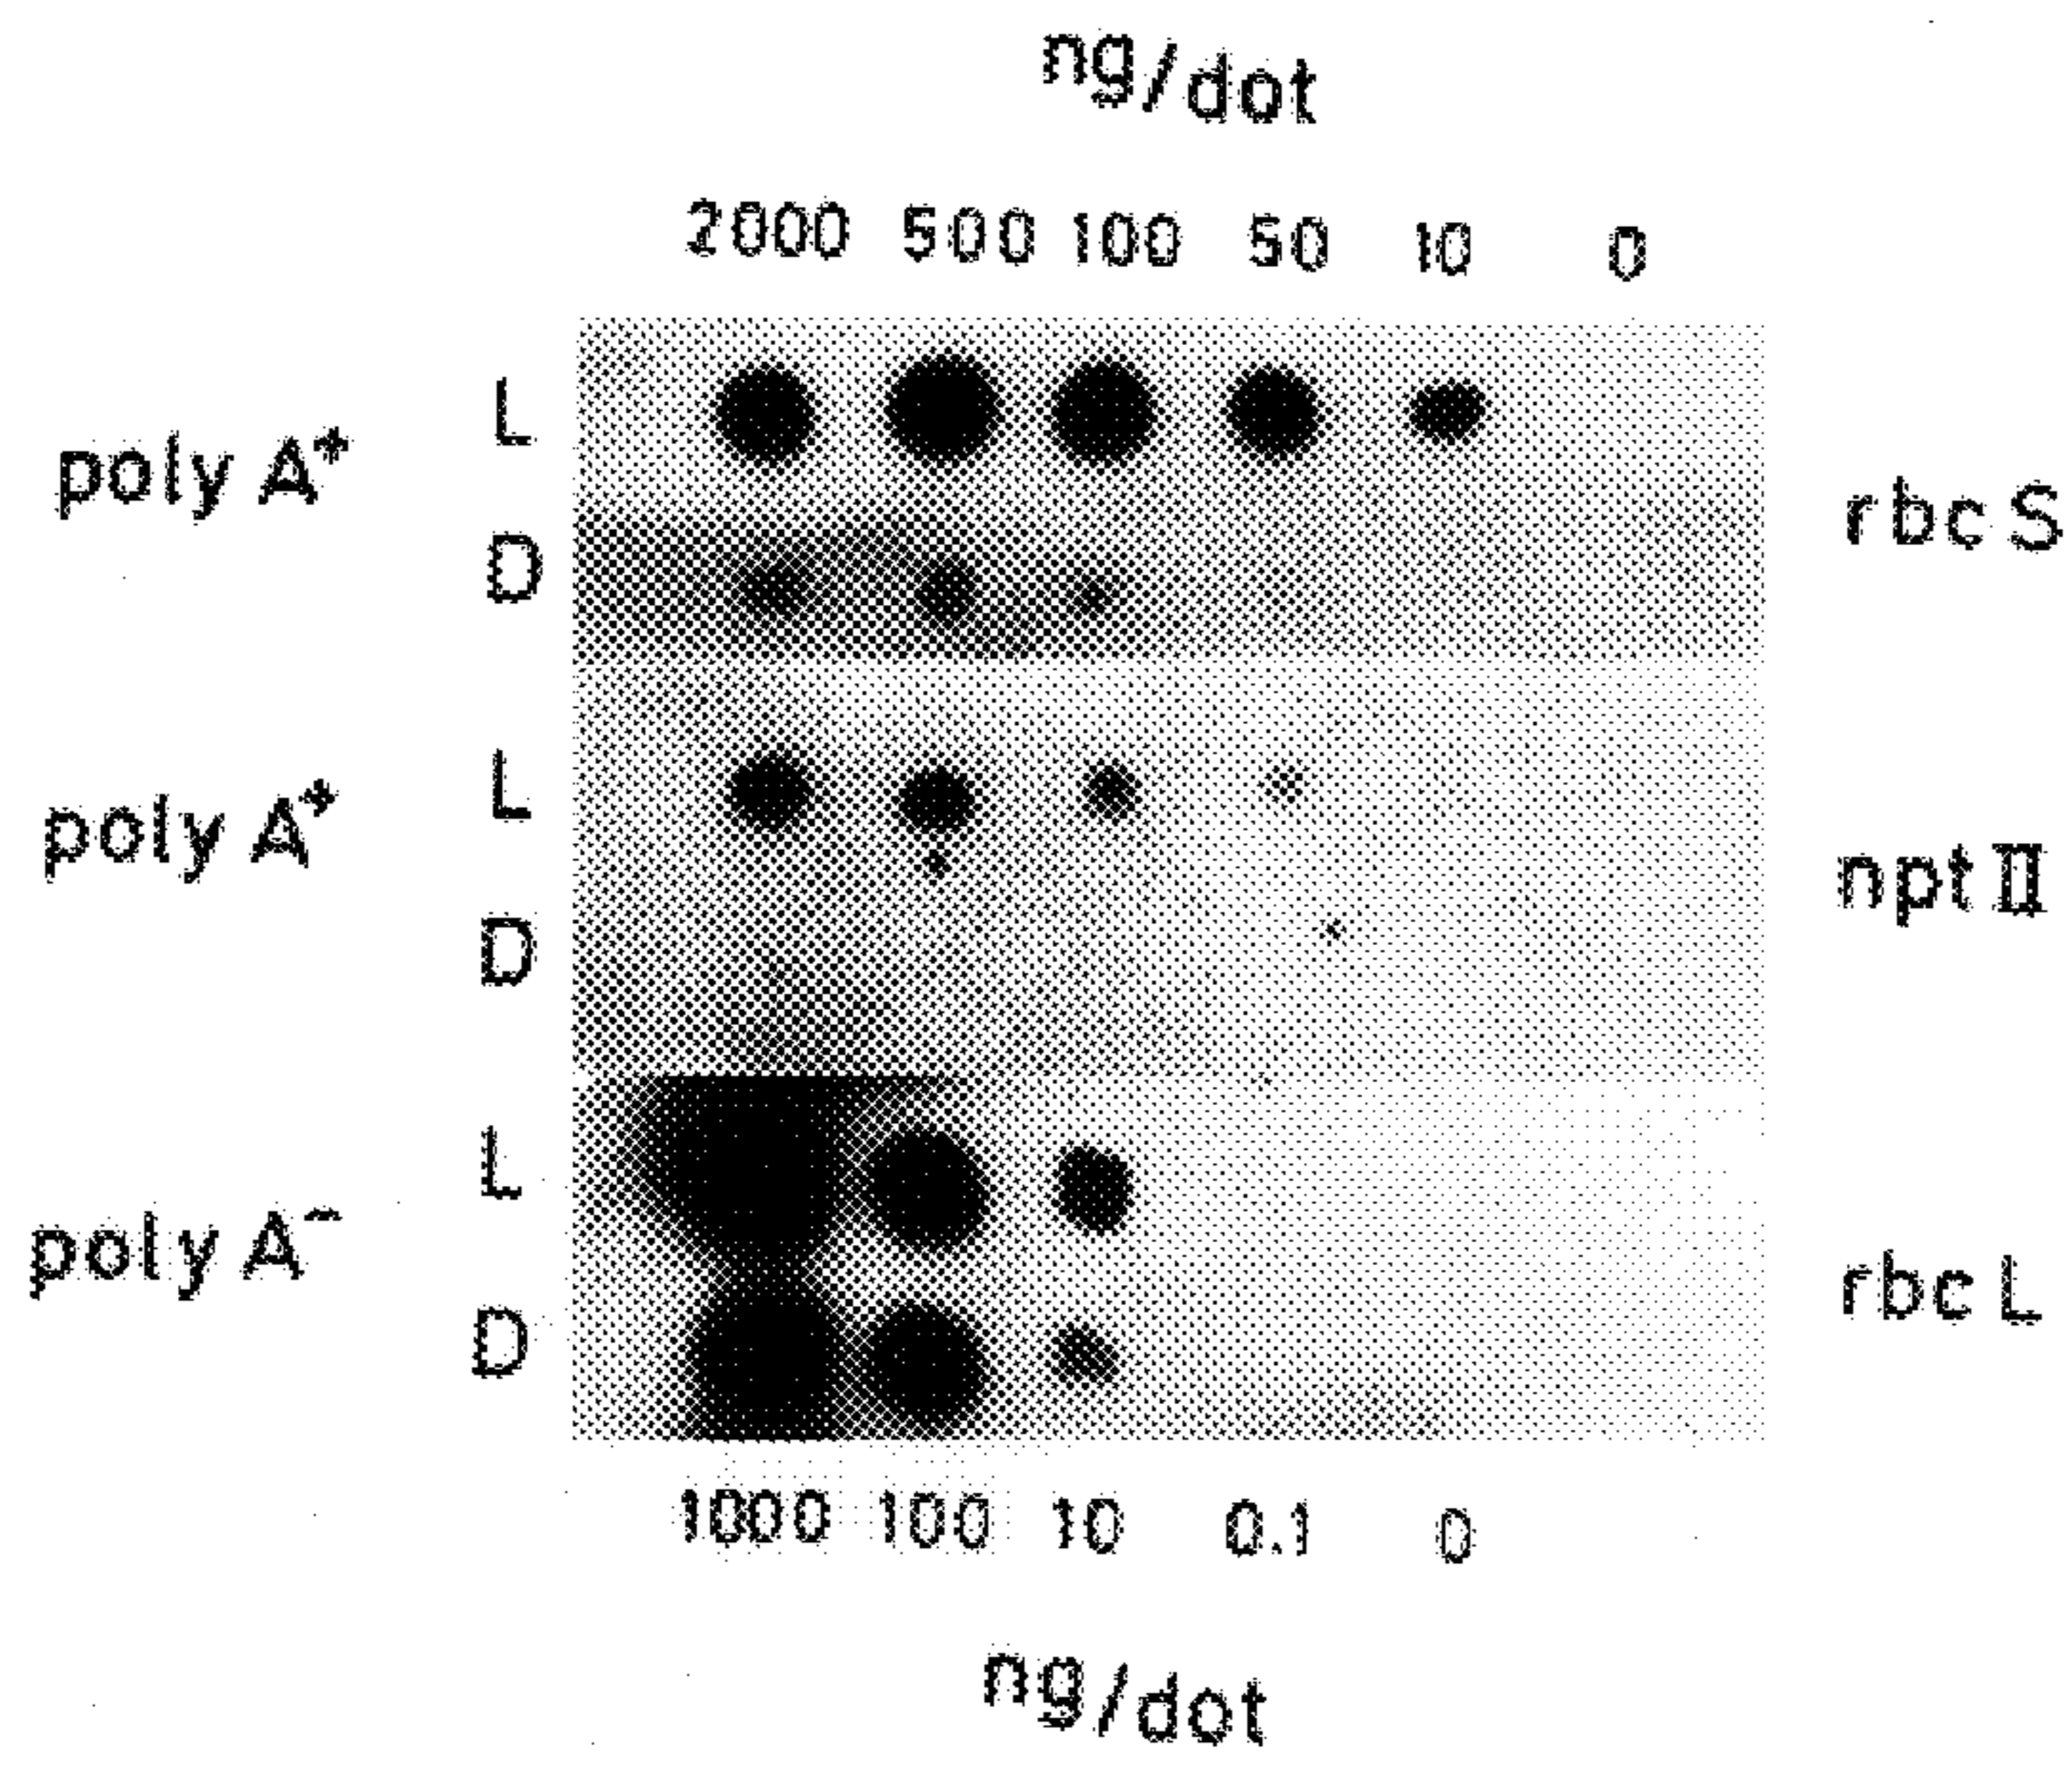 ng/dot
2000 500 100 50 10 0
L
poly A⁺
rbc S
D
L
poly A⁺
npt II
D
L
poly A⁻
rbc L
D
1000 100 10 0.1 0
ng/dot